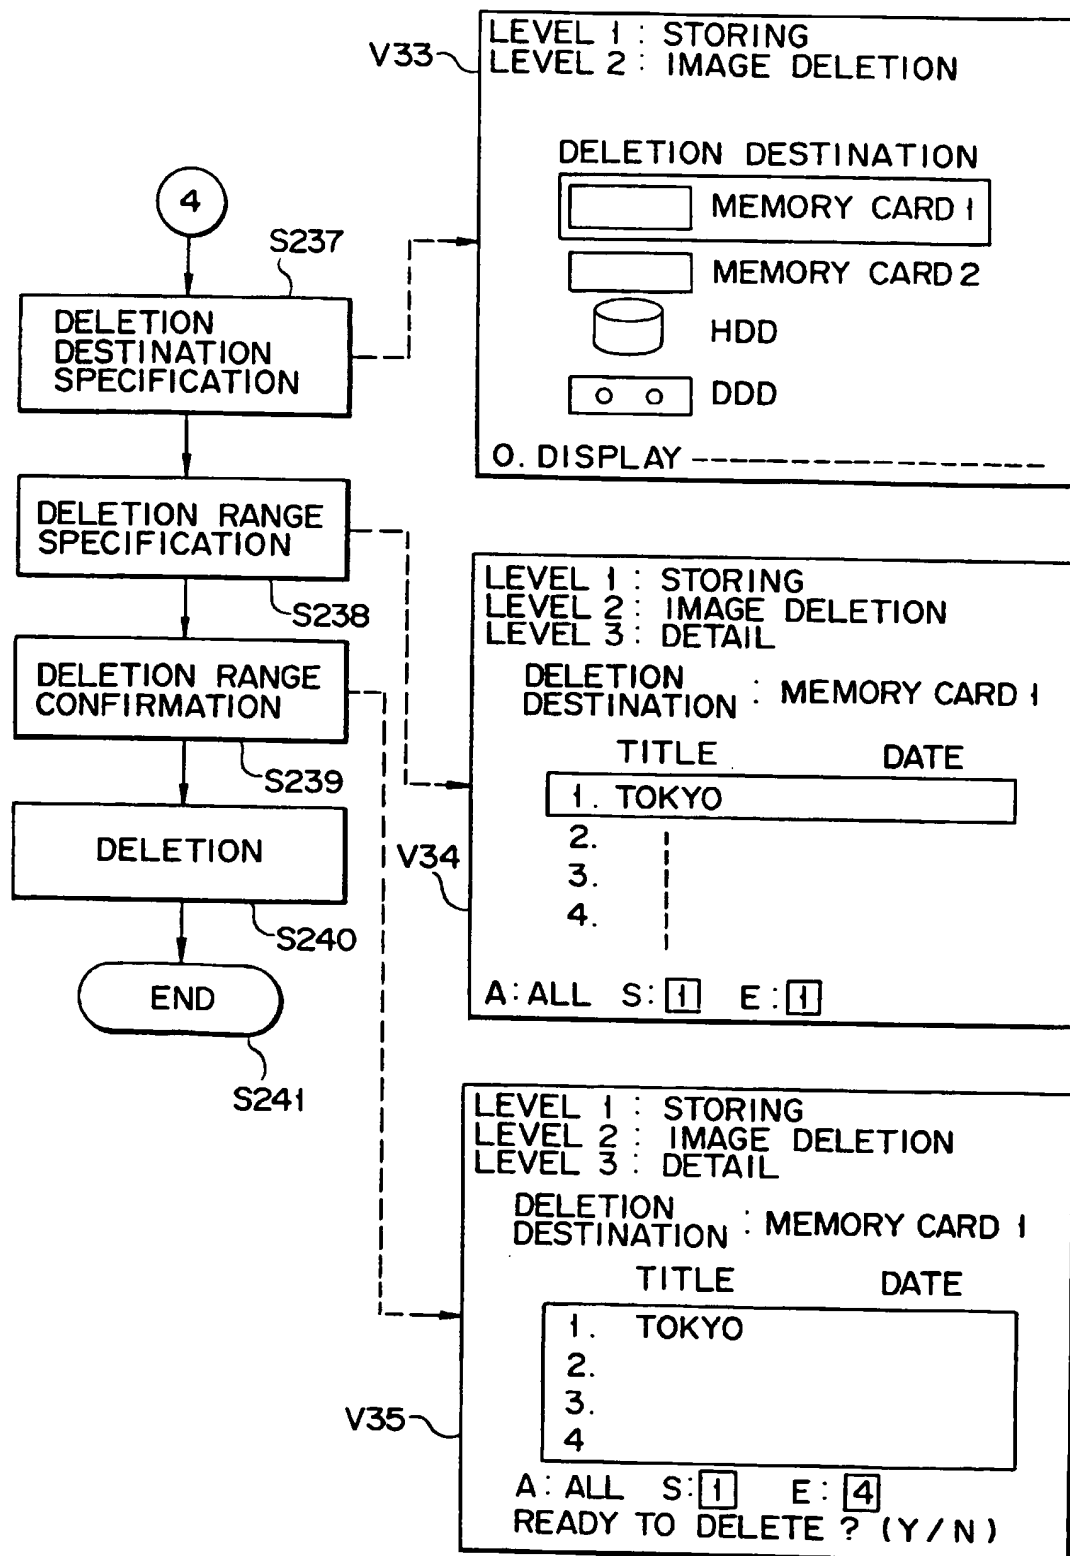 4
S237
DELETION
DESTINATION
SPECIFICATION
DELETION RANGE
SPECIFICATION
S238
DELETION RANGE
CONFIRMATION
S239
DELETION
S240
END
S241
V33
LEVEL 1 : STORING
LEVEL 2 : IMAGE DELETION
DELETION DESTINATION
MEMORY CARD 1
MEMORY CARD 2
HDD
DDD
0. DISPLAY
V34
LEVEL 1 : STORING
LEVEL 2 : IMAGE DELETION
LEVEL 3 : DETAIL
DELETION
DESTINATION : MEMORY CARD 1
TITLE DATE
1. TOKYO
2.
3.
4.
A : ALL S : 1 E : 1
V35
LEVEL 1 : STORING
LEVEL 2 : IMAGE DELETION
LEVEL 3 : DETAIL
DELETION
DESTINATION : MEMORY CARD 1
TITLE DATE
1. TOKYO
2.
3.
4
A : ALL S : 1 E : 4
READY TO DELETE ? (Y/N)